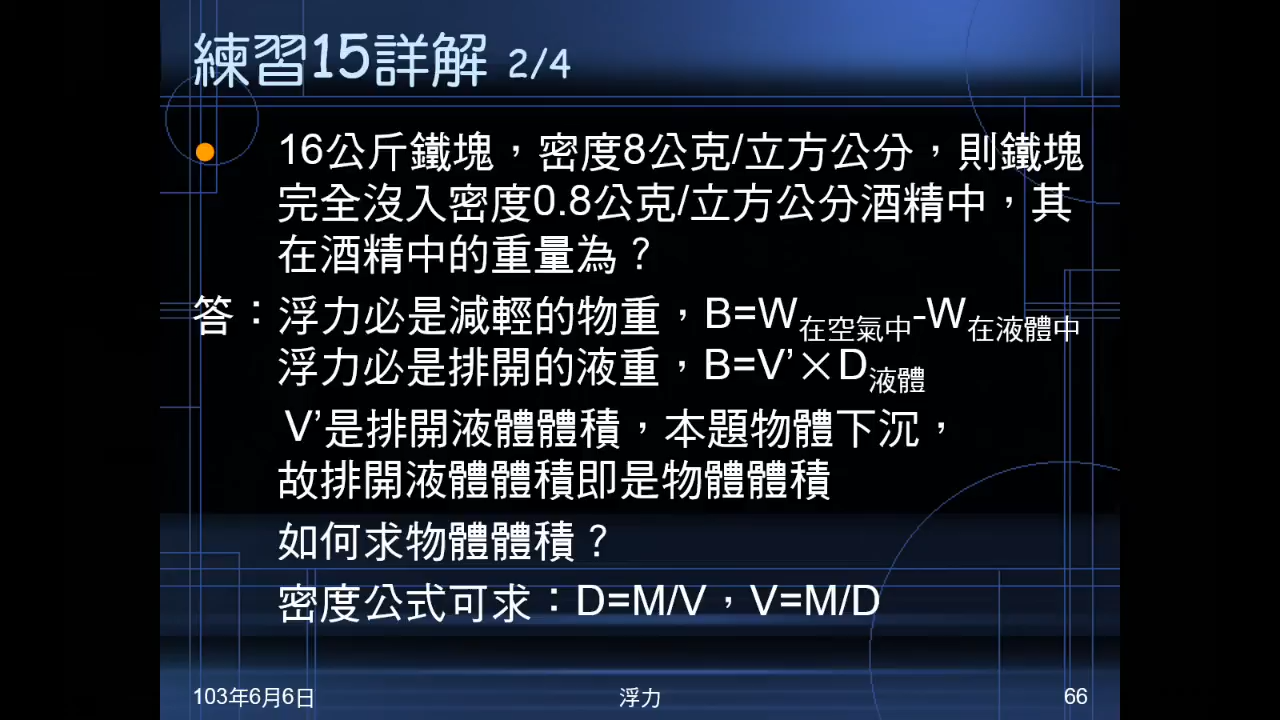 練習15詳解 2/4
16公斤鐵塊，密度8公克/立方公分，則鐵塊
完全沒入密度0.8公克/立方公分酒精中，其
在酒精中的重量為？
答：浮力必是減輕的物重，B=W在空氣中-W在液體中
浮力必是排開的液重，B=V’×D液體
V’是排開液體體積，本題物體下沉，
故排開液體體積即是物體體積
如何求物體體積？
密度公式可求：D=M/V，V=M/D
103年6月6日 浮力 66